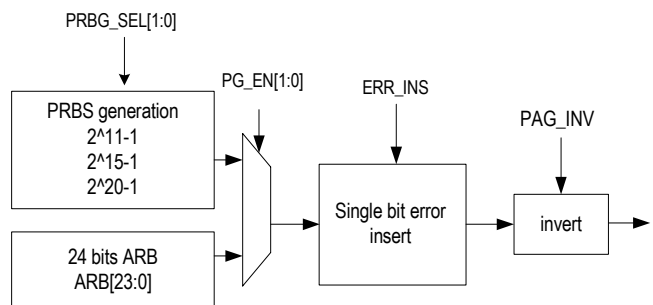 PRBG_SEL[1:0]
PG_EN[1:0]
ERR_INS
PAG_INV
PRBS generation
2^11-1
2^15-1
2^20-1
Single bit error
insert
invert
24 bits ARB
ARB[23:0]